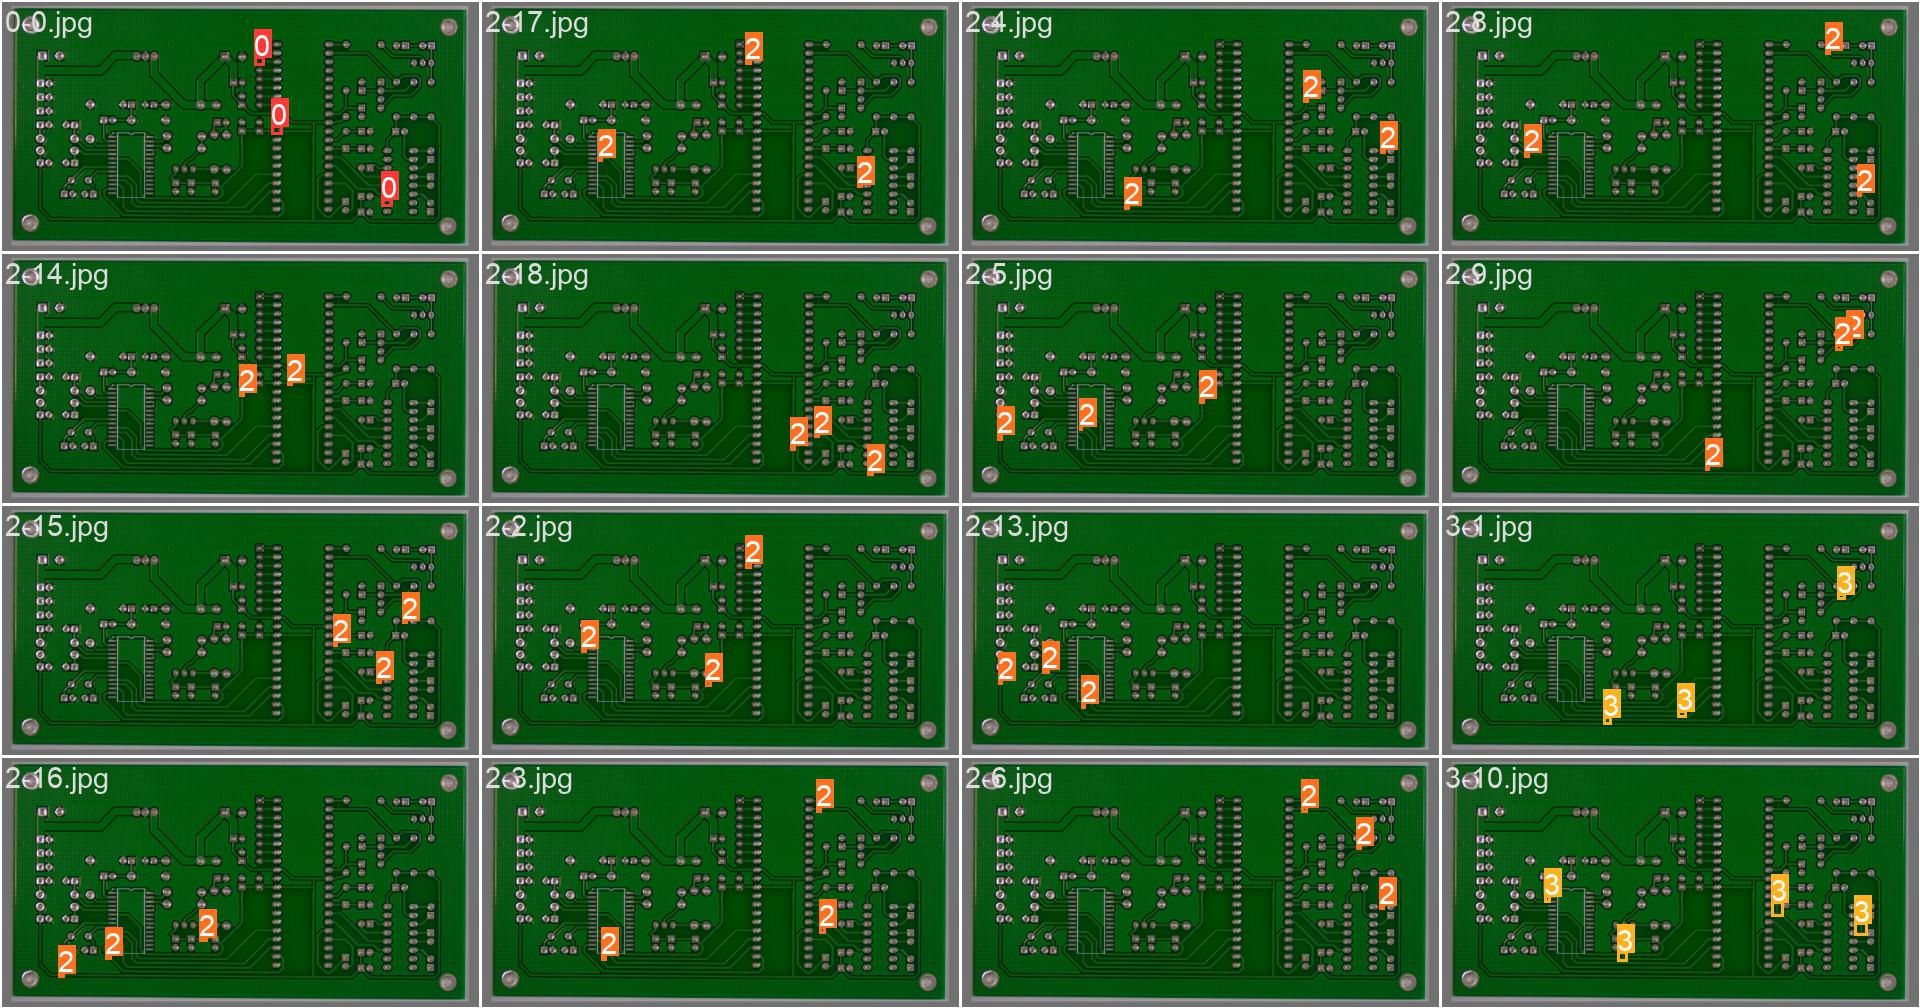 0-0.jpg 2-17.jpg 2-4.jpg 2-8.jpg
0 2 2 2
0 2 2 2
0 2 2 2
2-14.jpg 2-18.jpg 2-5.jpg 2-9.jpg
2 2 2 2 2
2 2 2 2
2 2
2-15.jpg 2-2.jpg 2-13.jpg 3-1.jpg
2 2 2 3
2 2 2 3
2 2 2 3
2-16.jpg 2-3.jpg 2-6.jpg 3-10.jpg
2 2 2 3
2 2 2 3
2 2 2 3
3